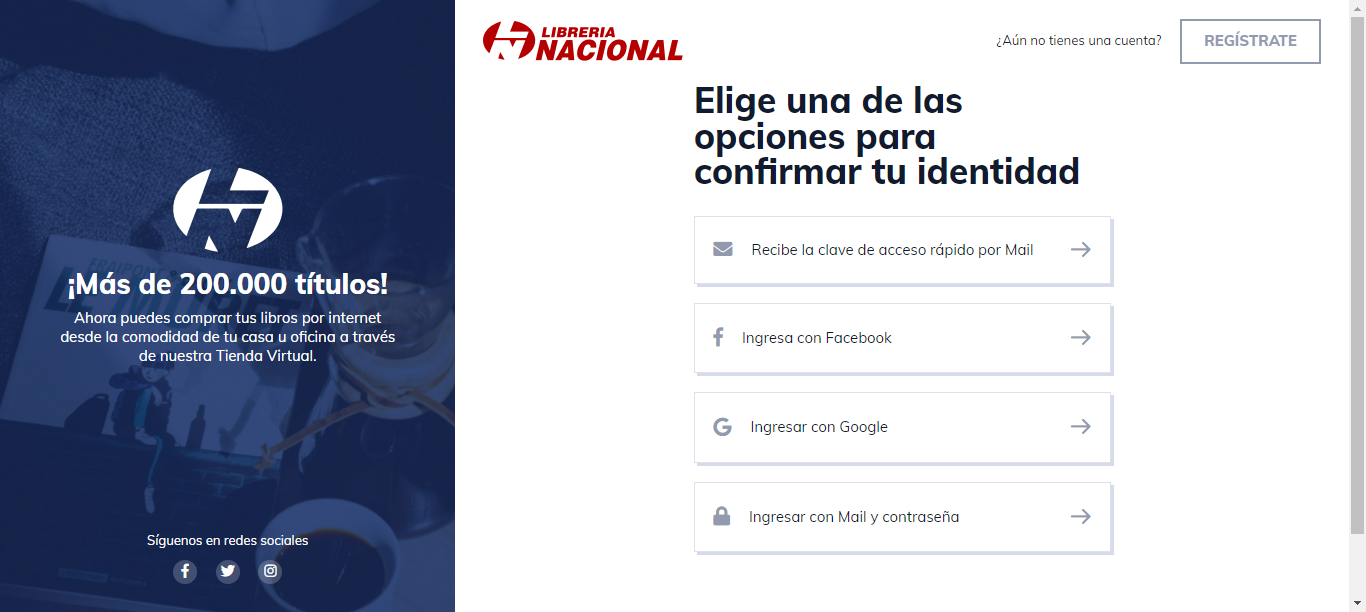 ¡Más de 200.000 títulos!
Ahora puedes comprar tus libros por internet
desde la comodidad de tu casa u oficina a través
de nuestra Tienda Virtual.
Síguenos en redes sociales
LIBRERIA
NACIONAL
¿Aún no tienes una cuenta?
REGÍSTRATE
Elige una de las
opciones para
confirmar tu identidad
Recibe la clave de acceso rápido por Mail
Ingresa con Facebook
Ingresar con Google
Ingresar con Mail y contraseña